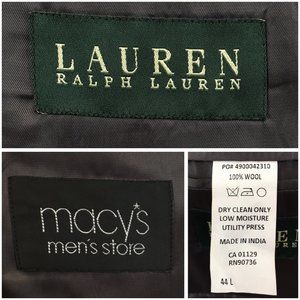 LAUREN
RALPH LAUREN
macy's
men's store
PO# 4900042310
100% WOOL
DRY CLEAN ONLY
LOW MOISTURE
UTILITY PRESS
MADE IN INDIA
CA 01129
RN90736
44 L